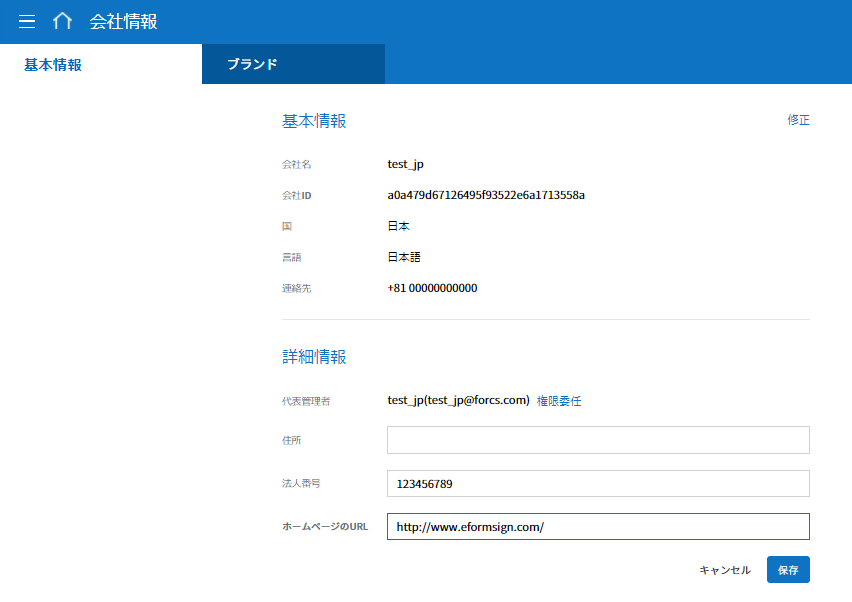 会社情報
基本情報
ブランド
基本情報
修正
会社名 test_jp
会社ID a0a479d67126495f93522e6a1713558a
国 日本
言語 日本語
連絡先 +81 00000000000
詳細情報
代表管理者 test_jp(test_jp@forcs.com) 権限委任
住所
法人番号 123456789
ホームページのURL http://www.eformsign.com/
キャンセル 保存